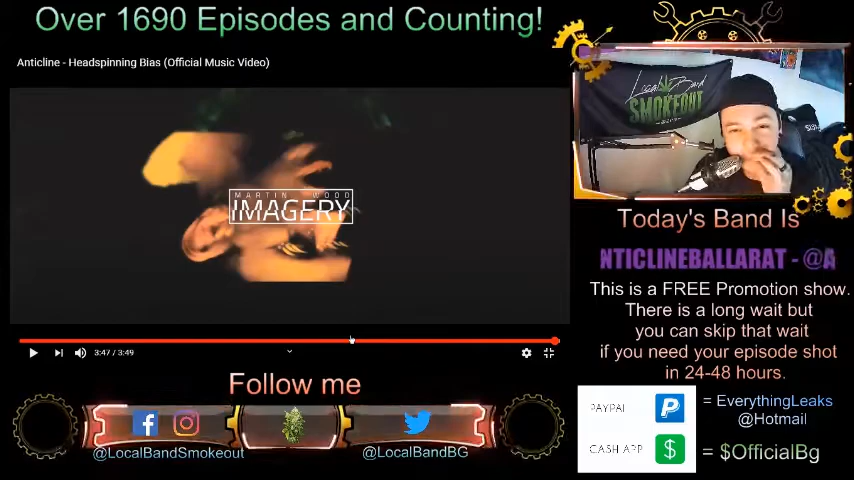 Over 1690 Episodes and Counting!
Anticline - Headspinning Bias (Official Music Video)
MARTIN WOOD
IMAGERY
3:47 / 3:49
Local Band
SMOKEOUT
Today's Band Is
NTICLINEBALLARAT - @A
This is a FREE Promotion show.
There is a long wait but
you can skip that wait
if you need your episode shot
in 24-48 hours.
Follow me
@LocalBandSmokeout
@LocalBandBG
PAYPAL
= EverythingLeaks
@Hotmail
CASH APP
= $OfficialBg